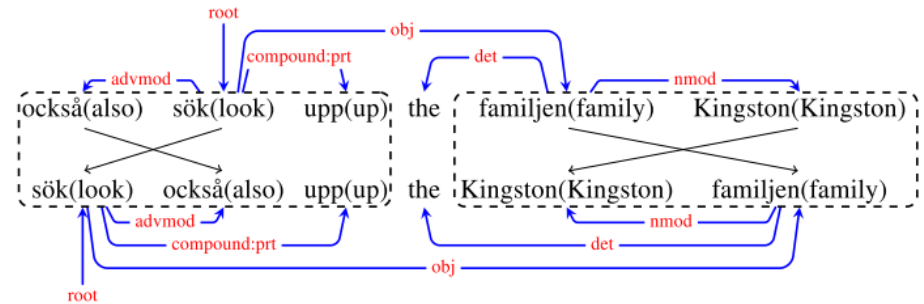 root
obj
compound:prt
det
advmod
nmod
också(also) sök(look) upp(up) the familjen(family) Kingston(Kingston)
sök(look) också(also) upp(up) the Kingston(Kingston) familjen(family)
advmod
nmod
compound:prt
det
obj
root